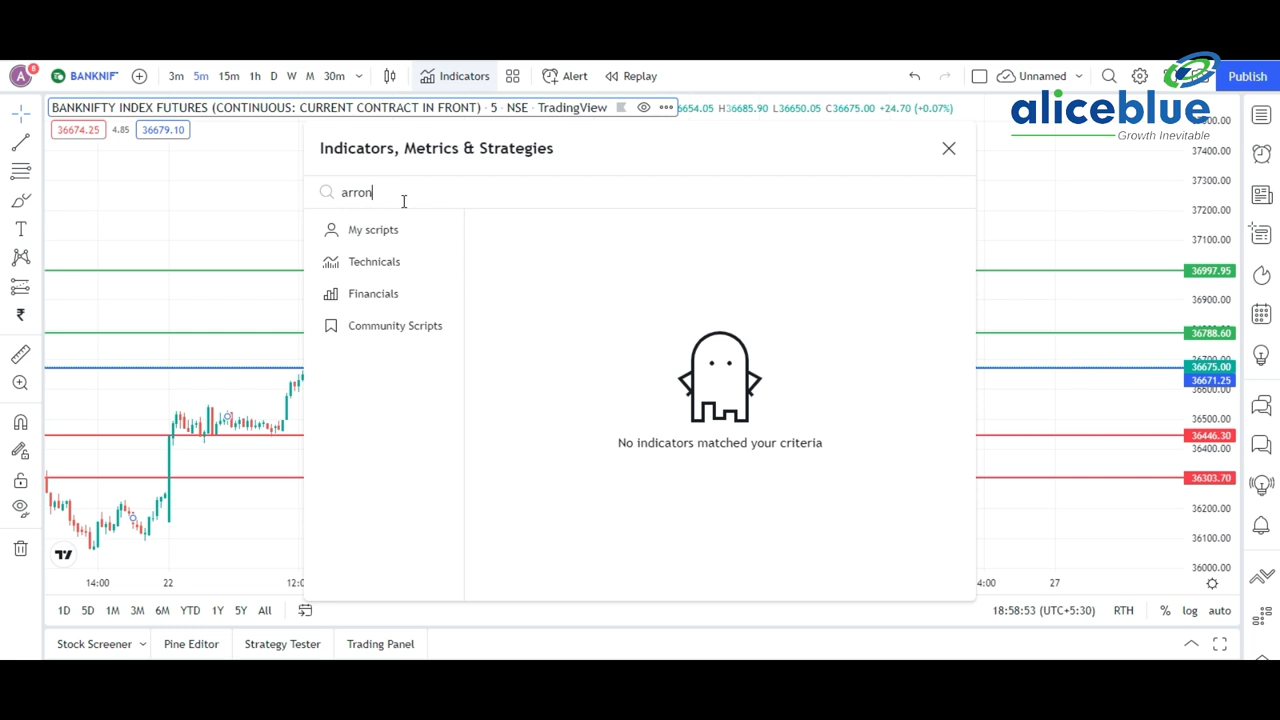 A 8 BANKNIF 3m 5m 15m 1h D W M 30m Indicators Alert Replay Unnamed Publish
aliceblue
Growth Inevitable
BANKNIFTY INDEX FUTURES (CONTINUOUS: CURRENT CONTRACT IN FRONT) · 5 · NSE · TradingView ••• 6654.05 H36685.90 L36650.05 C36675.00 +24.70 (+0.07%)
36674.25 4.85 36679.10
Indicators, Metrics & Strategies
arron
My scripts
Technicals
Financials
Community Scripts
No indicators matched your criteria
37400.00
37300.00
37200.00
37100.00
36997.95
36900.00
36788.60
36675.00
36671.25
36600.00
36500.00
36446.30
36400.00
36303.70
36200.00
36100.00
36000.00
T
₹
14:00 22 12:0 4:00 27
1D 5D 1M 3M 6M YTD 1Y 5Y All 18:58:53 (UTC+5:30) RTH % log auto
Stock Screener Pine Editor Strategy Tester Trading Panel